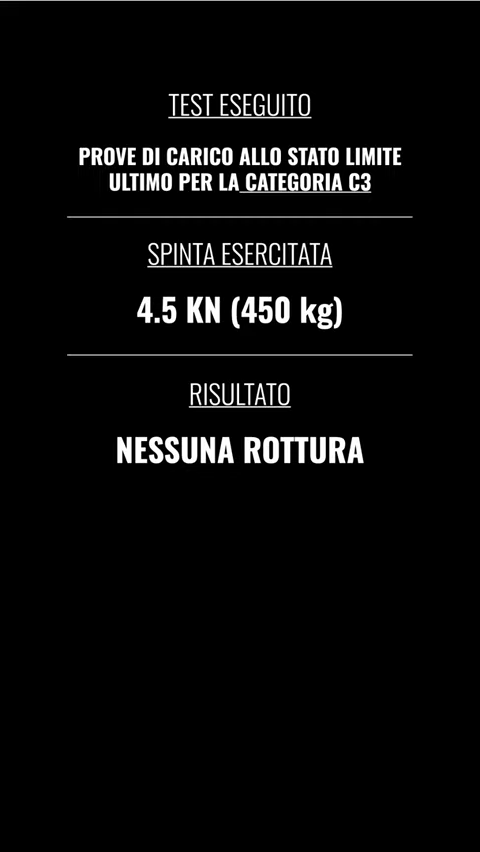 TEST ESEGUITO
PROVE DI CARICO ALLO STATO LIMITE
ULTIMO PER LA CATEGORIA C3
SPINTA ESERCITATA
4.5 KN (450 kg)
RISULTATO
NESSUNA ROTTURA